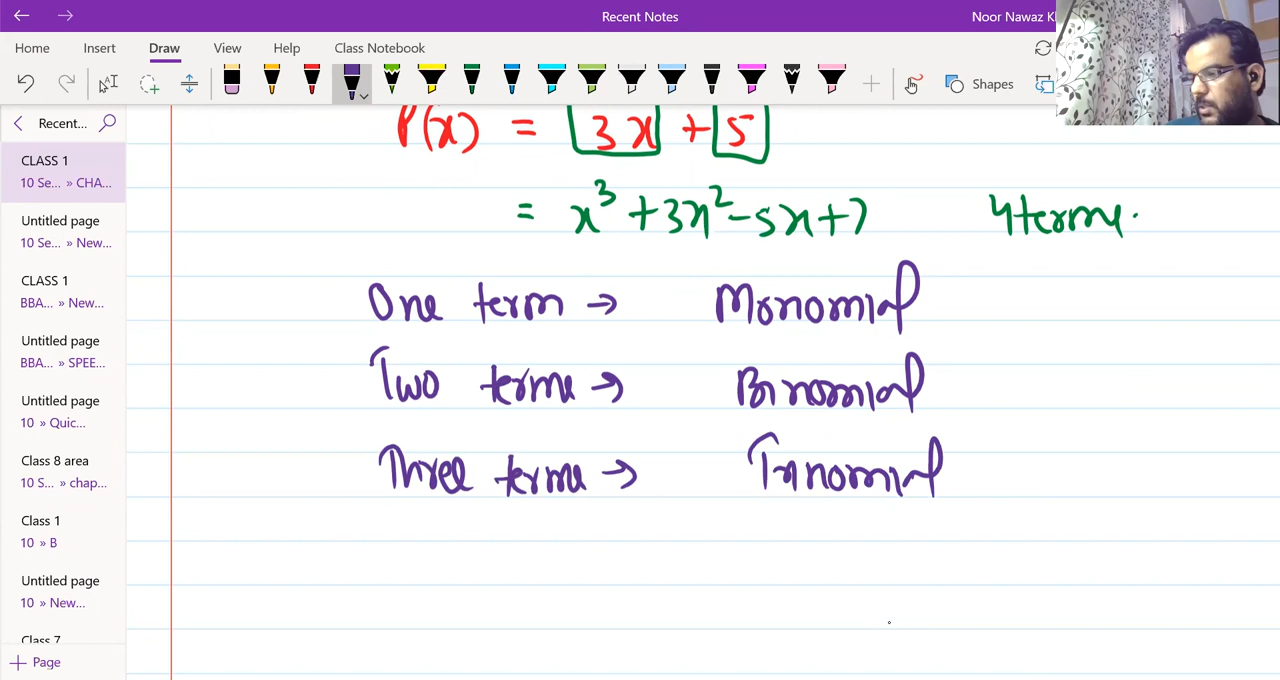 Recent Notes
Noor Nawaz
Home Insert Draw View Help Class Notebook
Shapes
Recent...
CLASS 1
10 Se... » CHA...
Untitled page
10 Se... » New...
CLASS 1
BBA... » New...
Untitled page
BBA... » SPEE...
Untitled page
10 » Quic...
Class 8 area
10 S... » chap...
Class 1
10 » B
Untitled page
10 » New...
Class 7
Page
P(x) = 3x + 5
= x³ + 3x² - 5x + 7 4 terms.
One term → Monomial
Two terms → Binomial
Three terms → Trinomial